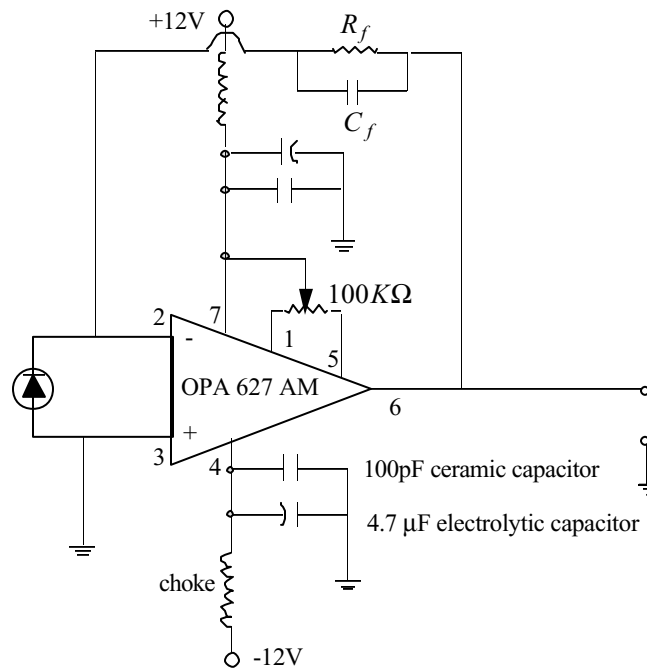 +12V
R_f
C_f
100KΩ
7
2
1
-
5
OPA 627 AM
6
+
3
4
100pF ceramic capacitor
4.7 μF electrolytic capacitor
choke
-12V